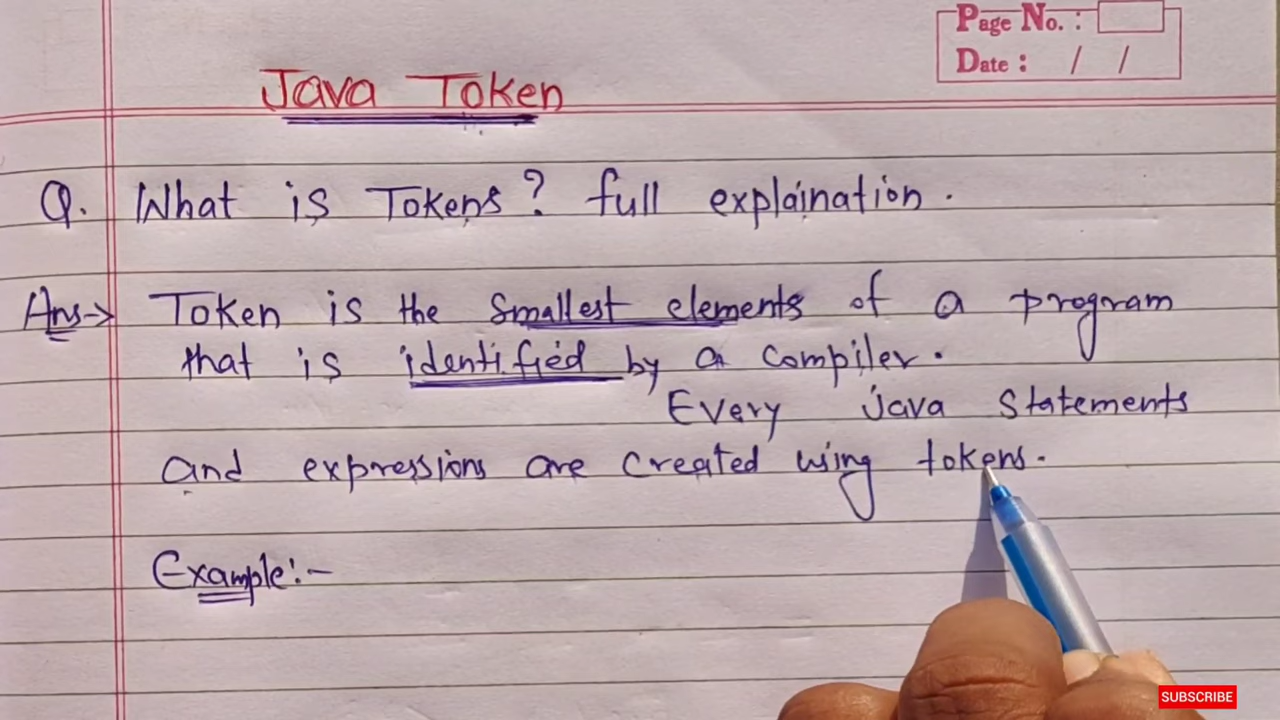 Page No. :
Date : / /
Java Token
Q. What is Tokens? full explaination.
Ans-> Token is the smallest elements of a program
that is identified by a compiler.
Every Java statements
and expressions are created using tokens.
Example:-
SUBSCRIBE